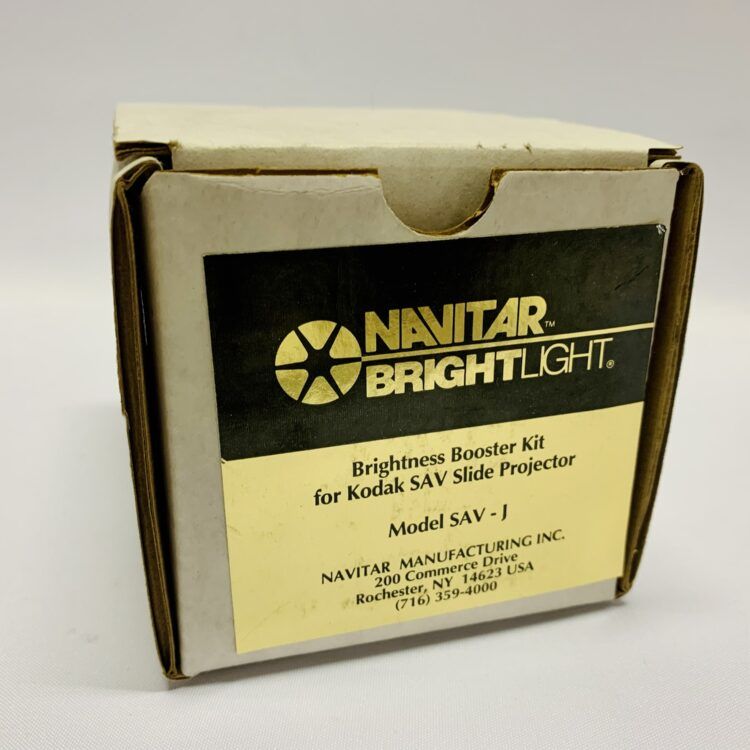 NAVITAR™
BRIGHTLIGHT®
Brightness Booster Kit
for Kodak SAV Slide Projector
Model SAV - J
NAVITAR MANUFACTURING INC.
200 Commerce Drive
Rochester, NY 14623 USA
(716) 359-4000